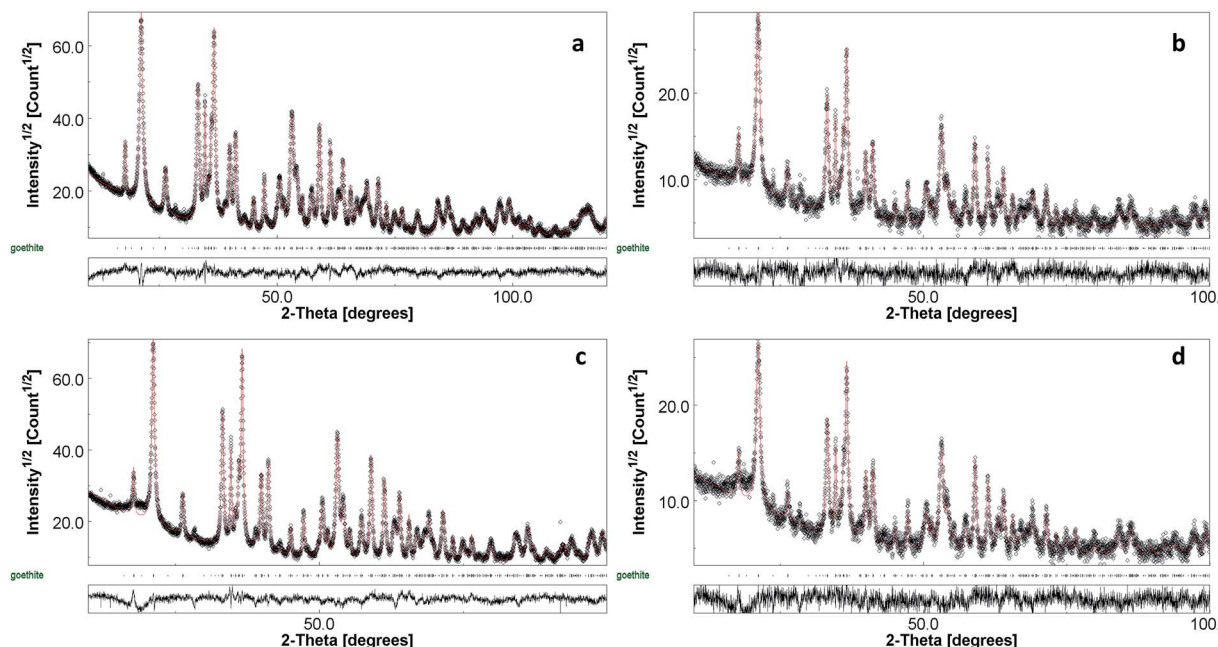 a
60.0
40.0
20.0
Intensity1/2 [Count1/2]
goethite
50.0 100.0
2-Theta [degrees]
b
20.0
10.0
Intensity1/2 [Count1/2]
goethite
50.0 100.
2-Theta [degrees]
c
60.0
40.0
20.0
Intensity1/2 [Count1/2]
goethite
50.0
2-Theta [degrees]
d
20.0
10.0
Intensity1/2 [Count1/2]
goethite
50.0 100.
2-Theta [degrees]